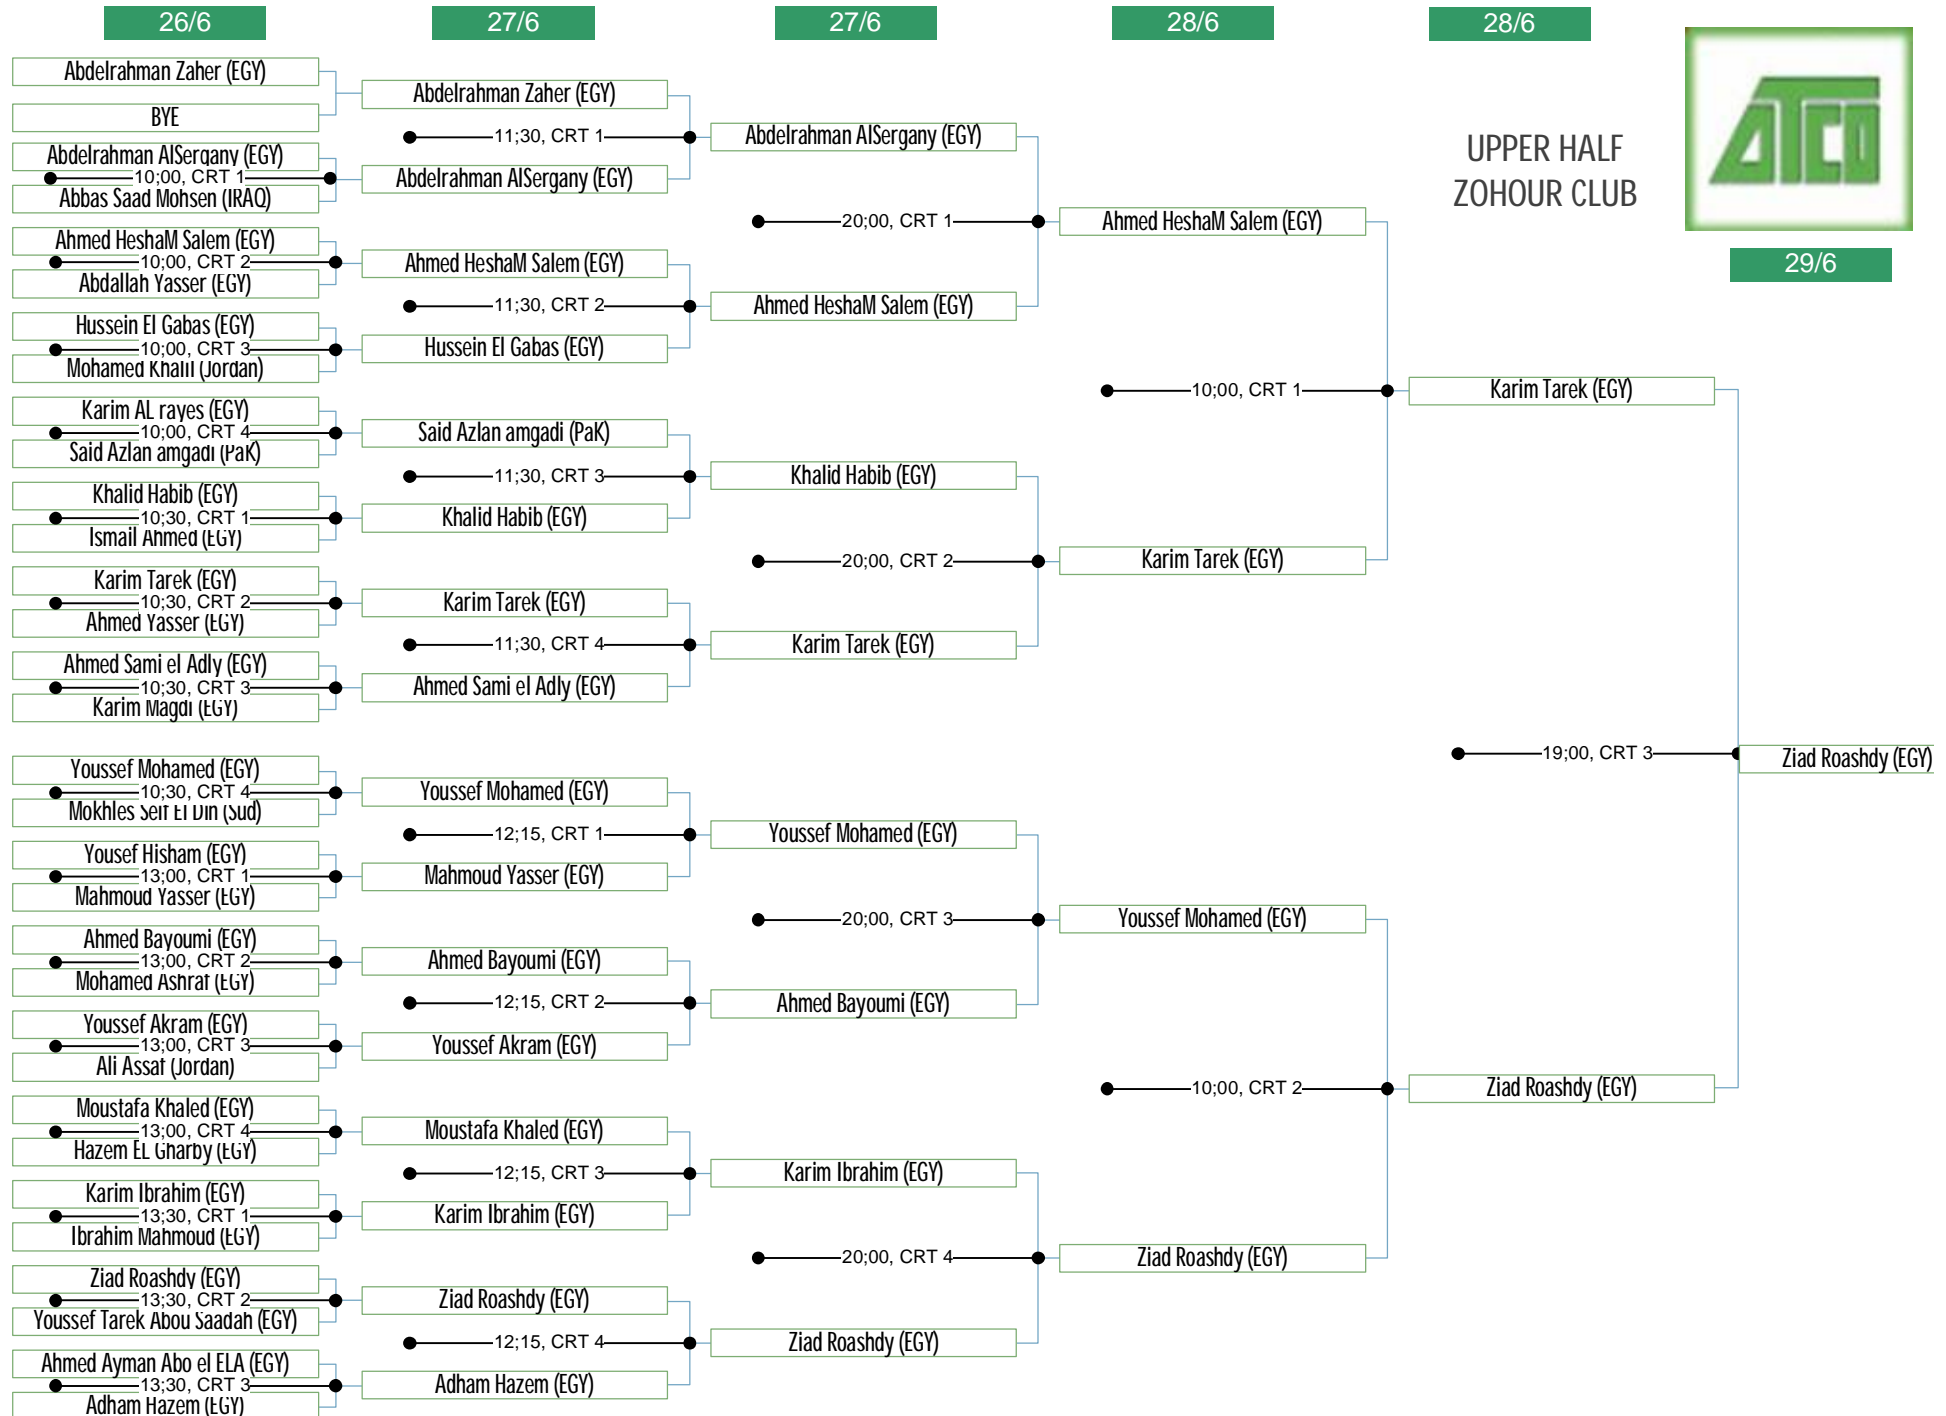 26/6
27/6
27/6
28/6
28/6
ATCO
UPPER HALF
ZOHOUR CLUB
29/6
Abdelrahman Zaher (EGY)
BYE
Abdelrahman AlSergany (EGY)
10;00, CRT 1
Abbas Saad Mohsen (IRAQ)
Ahmed HeshaM Salem (EGY)
10;00, CRT 2
Abdallah Yasser (EGY)
Hussein El Gabas (EGY)
10;00, CRT 3
Mohamed Khalil (Jordan)
Karim AL rayes (EGY)
10;00, CRT 4
Said Azlan amgadi (Pak)
Khalid Habib (EGY)
10;30, CRT 1
Ismail Ahmed (EGY)
Karim Tarek (EGY)
10;30, CRT 2
Ahmed Yasser (EGY)
Ahmed Sami el Adly (EGY)
10;30, CRT 3
Karim Magdi (EGY)
Youssef Mohamed (EGY)
10;30, CRT 4
Mokhles Seif El Din (Sud)
Yousef Hisham (EGY)
13;00, CRT 1
Mahmoud Yasser (EGY)
Ahmed Bayoumi (EGY)
13;00, CRT 2
Mohamed Ashraf (EGY)
Youssef Akram (EGY)
13;00, CRT 3
Ali Assaf (Jordan)
Moustafa Khaled (EGY)
13;00, CRT 4
Hazem EL Gharby (EGY)
Karim Ibrahim (EGY)
13;30, CRT 1
Ibrahim Mahmoud (EGY)
Ziad Roashdy (EGY)
13;30, CRT 2
Youssef Tarek Abou Saadah (EGY)
Ahmed Ayman Abo el ELA (EGY)
13;30, CRT 3
Adham Hazem (EGY)
Abdelrahman Zaher (EGY)
11;30, CRT 1
Abdelrahman AlSergany (EGY)
Ahmed HeshaM Salem (EGY)
11;30, CRT 2
Hussein El Gabas (EGY)
Said Azlan amgadi (PaK)
11;30, CRT 3
Khalid Habib (EGY)
Karim Tarek (EGY)
11;30, CRT 4
Ahmed Sami el Adly (EGY)
Youssef Mohamed (EGY)
12;15, CRT 1
Mahmoud Yasser (EGY)
Ahmed Bayoumi (EGY)
12;15, CRT 2
Youssef Akram (EGY)
Moustafa Khaled (EGY)
12;15, CRT 3
Karim Ibrahim (EGY)
Ziad Roashdy (EGY)
12;15, CRT 4
Adham Hazem (EGY)
Abdelrahman AlSergany (EGY)
20;00, CRT 1
Ahmed HeshaM Salem (EGY)
Khalid Habib (EGY)
20;00, CRT 2
Karim Tarek (EGY)
Youssef Mohamed (EGY)
20;00, CRT 3
Ahmed Bayoumi (EGY)
Karim Ibrahim (EGY)
20;00, CRT 4
Ziad Roashdy (EGY)
Ahmed HeshaM Salem (EGY)
10;00, CRT 1
Karim Tarek (EGY)
Youssef Mohamed (EGY)
10;00, CRT 2
Ziad Roashdy (EGY)
Karim Tarek (EGY)
19;00, CRT 3
Ziad Roashdy (EGY)
Ziad Roashdy (EGY)